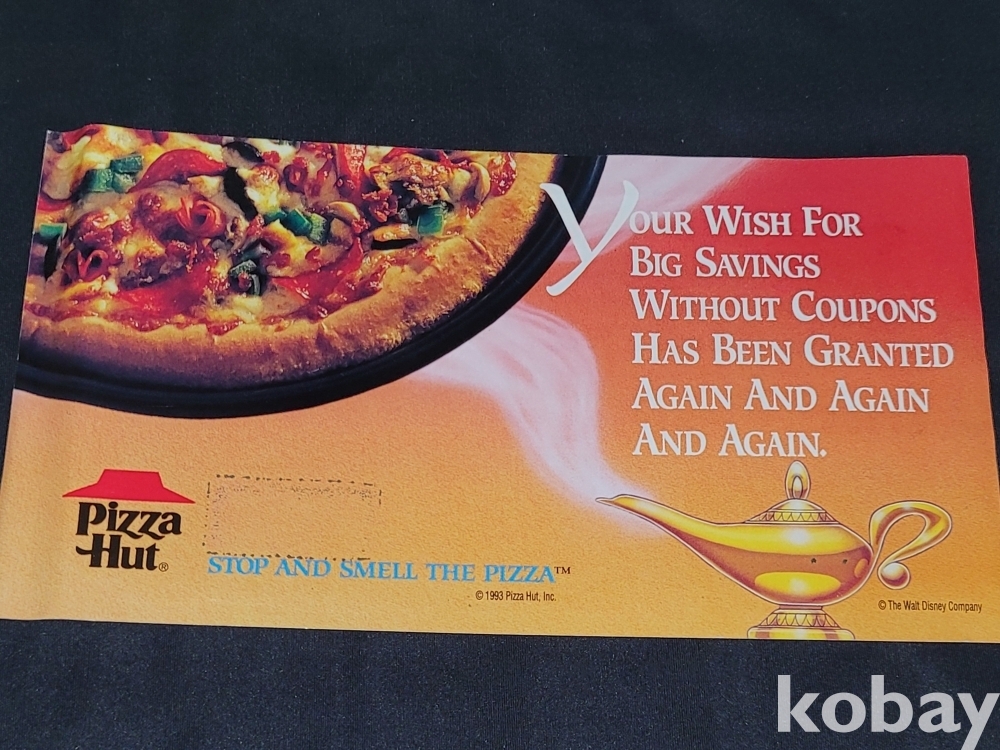 YOUR WISH FOR
BIG SAVINGS
WITHOUT COUPONS
HAS BEEN GRANTED
AGAIN AND AGAIN
AND AGAIN.
Pizza
Hut®
STOP AND SMELL THE PIZZA™
© 1993 Pizza Hut, Inc.
© The Walt Disney Company
kobay